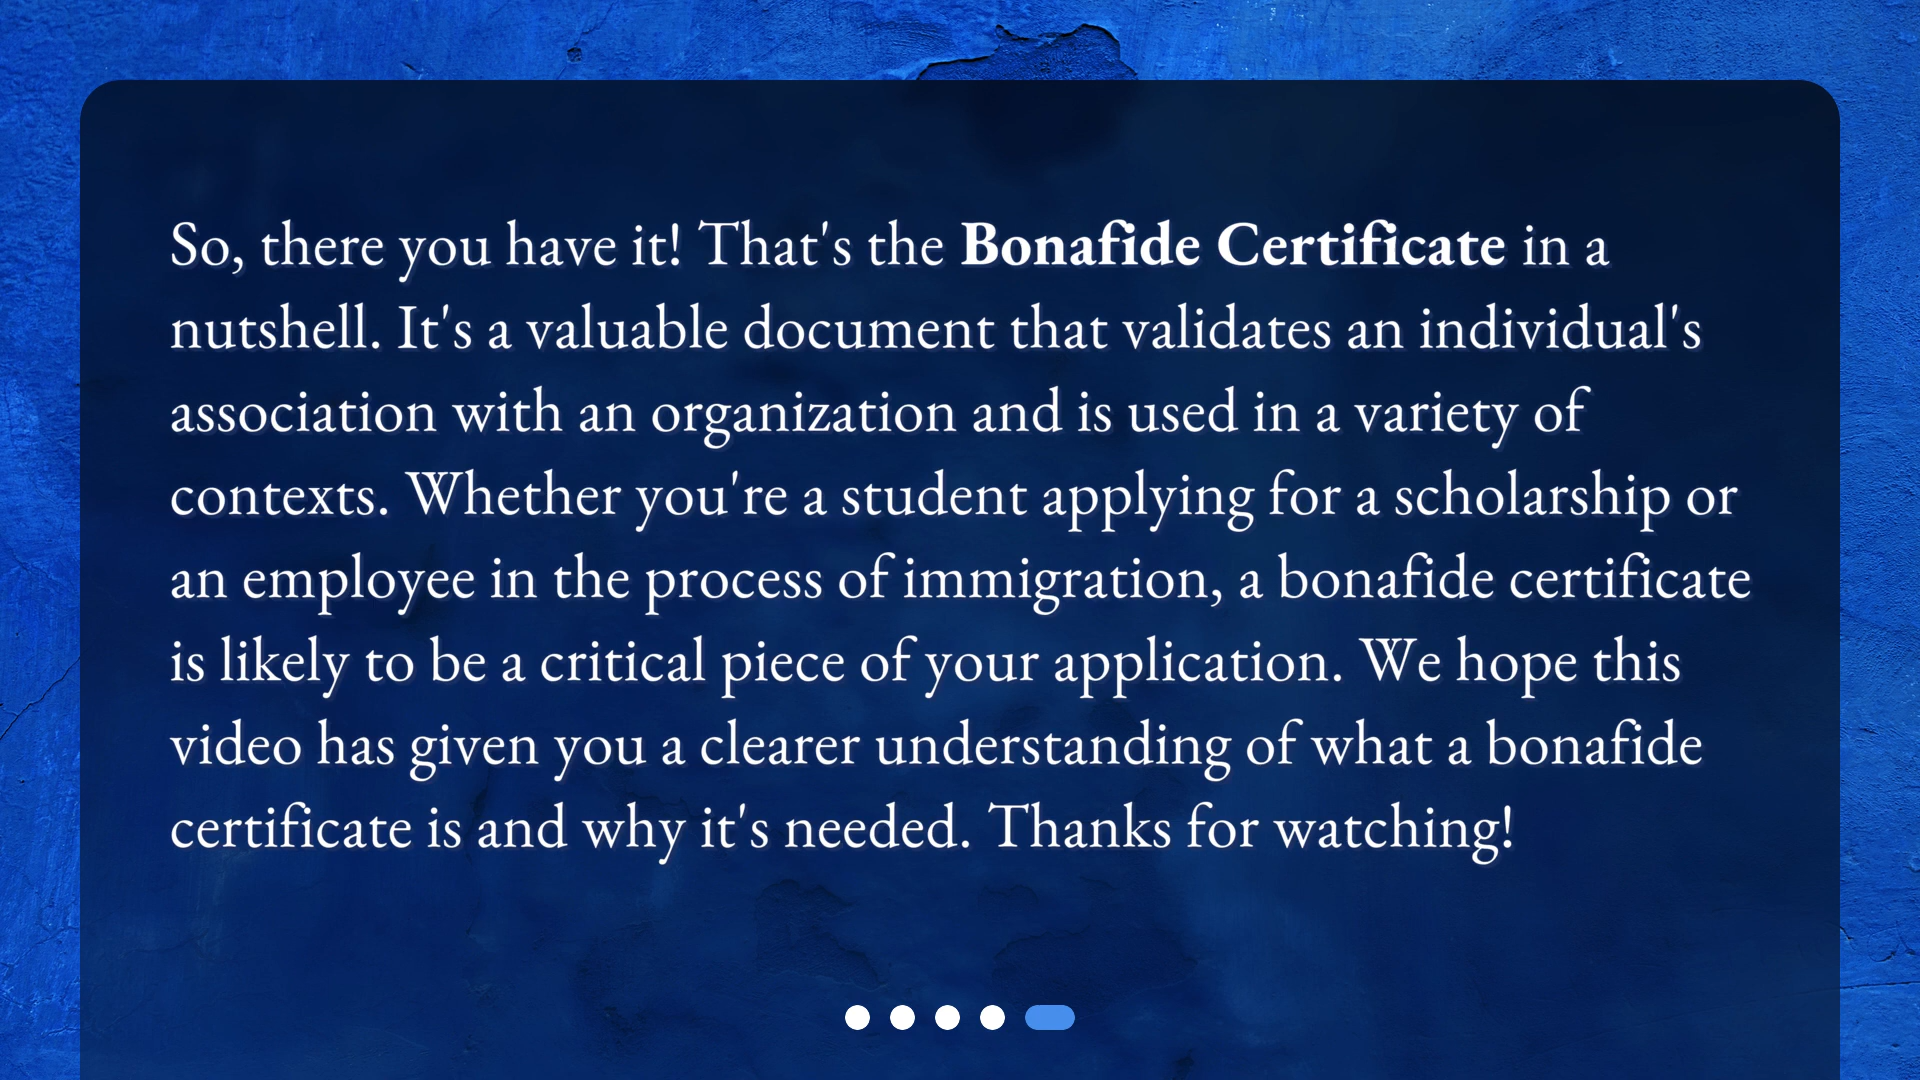 So, there you have it! That's the Bonafide Certificate in a
nutshell. It's a valuable document that validates an individual's
association with an organization and is used in a variety of
contexts. Whether you're a student applying for a scholarship or
an employee in the process of immigration, a bonafide certificate
is likely to be a critical piece of your application. We hope this
video has given you a clearer understanding of what a bonafide
certificate is and why it's needed. Thanks for watching!